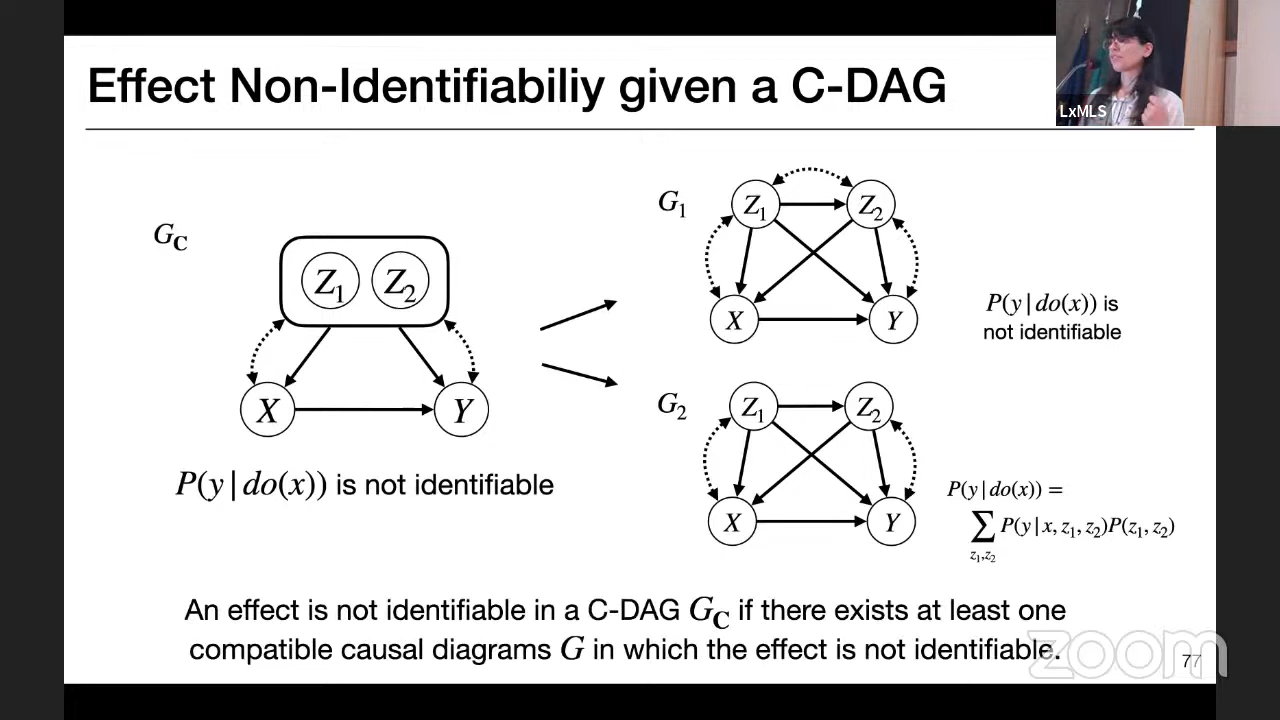 Effect Non-Identifiabiliy given a C-DAG
LxMLS
G_C
Z_1 Z_2
X Y
P(y | do(x)) is not identifiable
G_1
Z_1 Z_2
X Y
P(y | do(x)) is
not identifiable
G_2
Z_1 Z_2
X Y
P(y | do(x)) =
∑ P(y | x, z_1, z_2)P(z_1, z_2)
z_1,z_2
An effect is not identifiable in a C-DAG G_C if there exists at least one
compatible causal diagrams G in which the effect is not identifiable.
zoom
77